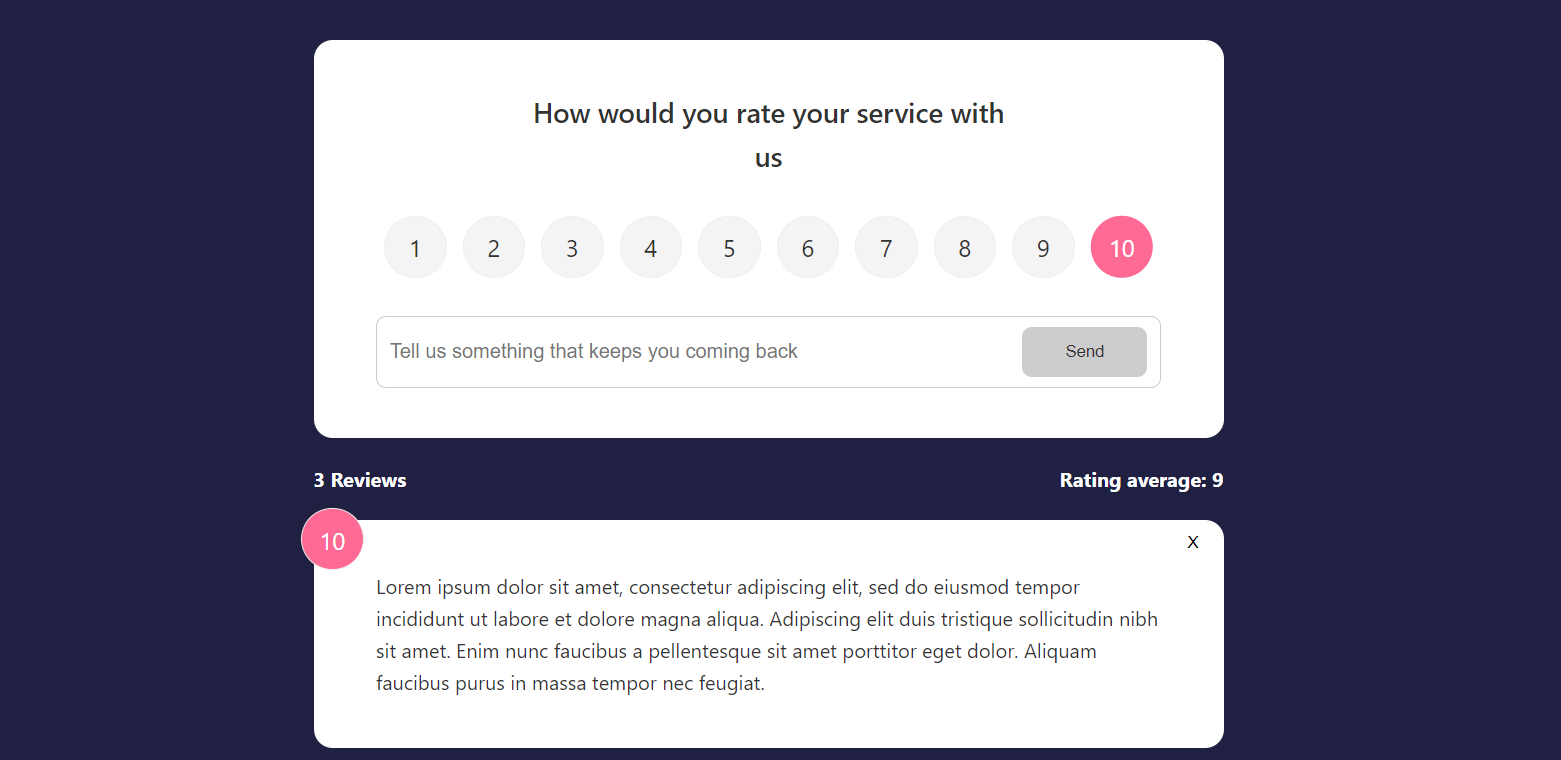 How would you rate your service with
us
1 2 3 4 5 6 7 8 9 10
Tell us something that keeps you coming back Send
3 Reviews Rating average: 9
10 X
Lorem ipsum dolor sit amet, consectetur adipiscing elit, sed do eiusmod tempor
incididunt ut labore et dolore magna aliqua. Adipiscing elit duis tristique sollicitudin nibh
sit amet. Enim nunc faucibus a pellentesque sit amet porttitor eget dolor. Aliquam
faucibus purus in massa tempor nec feugiat.